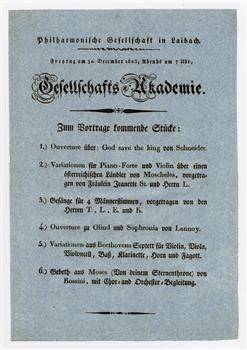 Philharmonische Gesellschaft in Laibach.
Freytag am 30. December 1825, Abends um 7 Uhr,
Gesellschafts-Akademie.
Zum Vortrage kommende Stücke:
1.) Ouverture über: God save the king von Schneider.
2.) Variationen für Piano-Forte und Violin über einen
österreichischen Ländler von Moscheles, vorgetra-
gen von Fräulein Jeanette St. und Herrn L.
3.) Gesänge für 4 Männerstimmen, vorgetragen von den
Herren T., L., E. und K.
4.) Ouverture zu Olind und Sophronia von Lannoy.
5.) Variationen aus Beethovens Septett für Violin, Viola,
Violoncell, Baß, Klarinette, Horn und Fagott.
6.) Gebeth aus Moses (Von deinem Sternenthrone) von
Rossini, mit Chor- und Orchester-Begleitung.